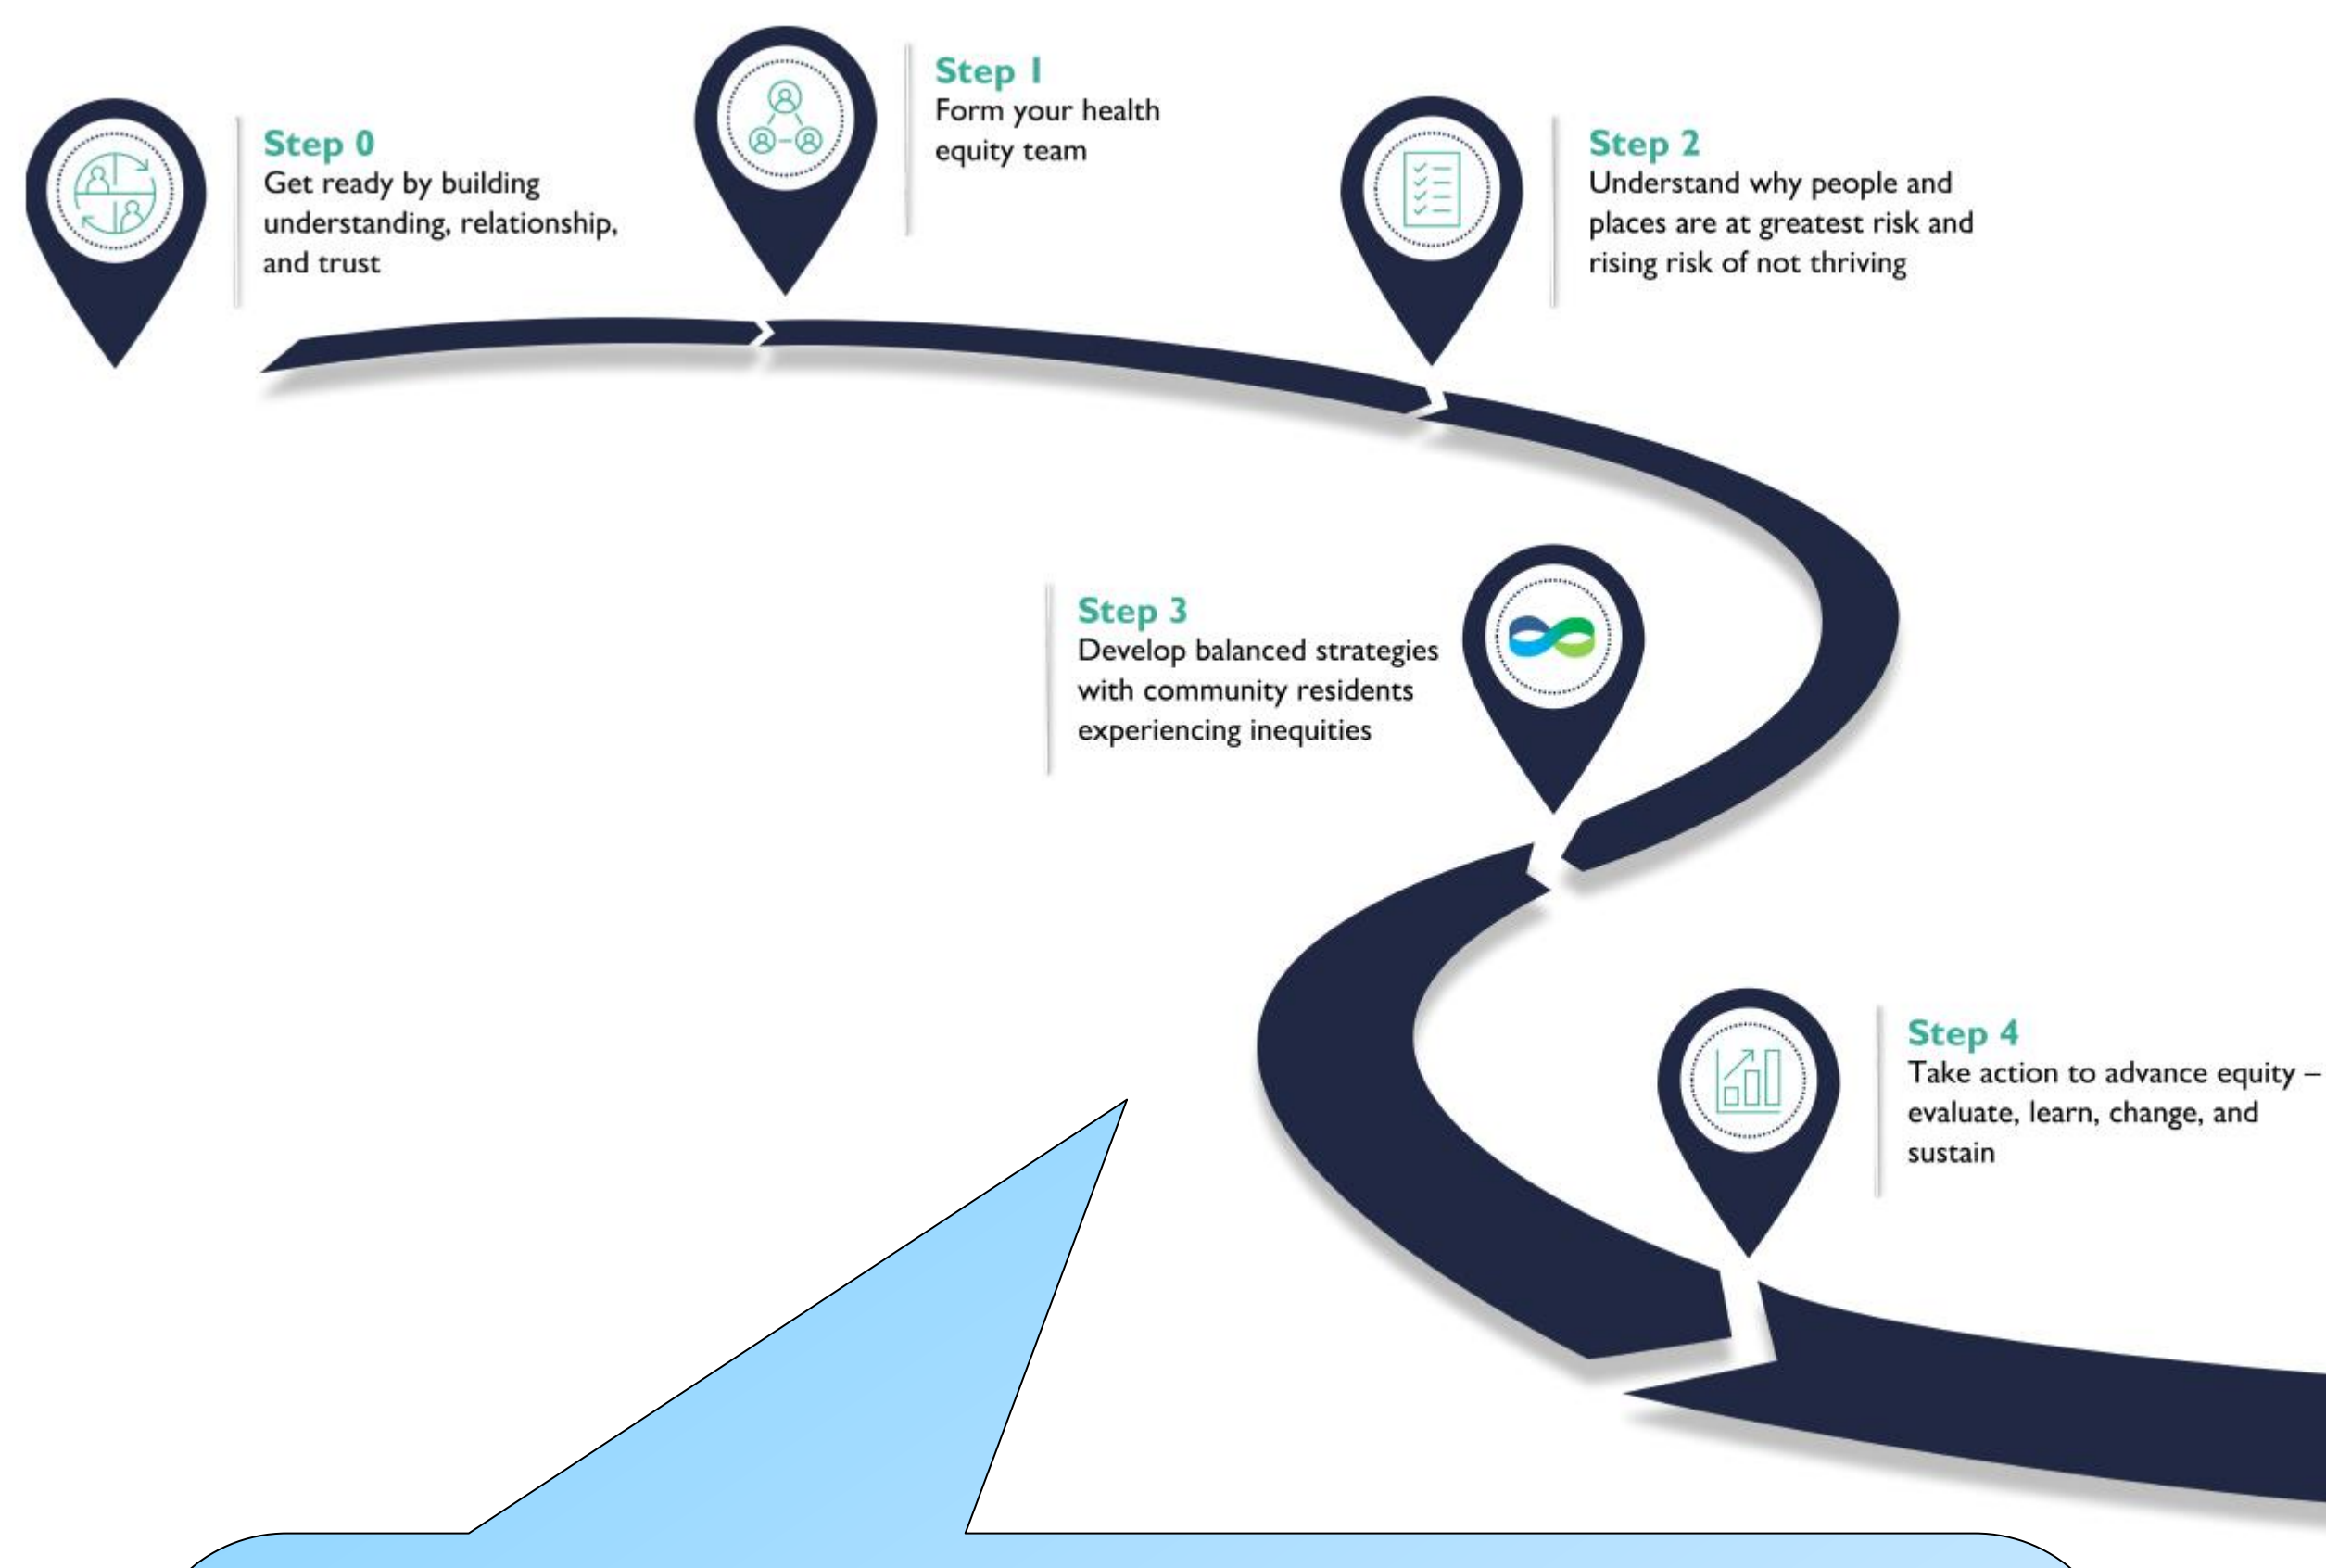 Step 0
Get ready by building
understanding, relationship,
and trust
Step 1
Form your health
equity team
Step 2
Understand why people and
places are at greatest risk and
rising risk of not thriving
Step 3
Develop balanced strategies
with community residents
experiencing inequities
Step 4
Take action to advance equity –
evaluate, learn, change, and
sustain